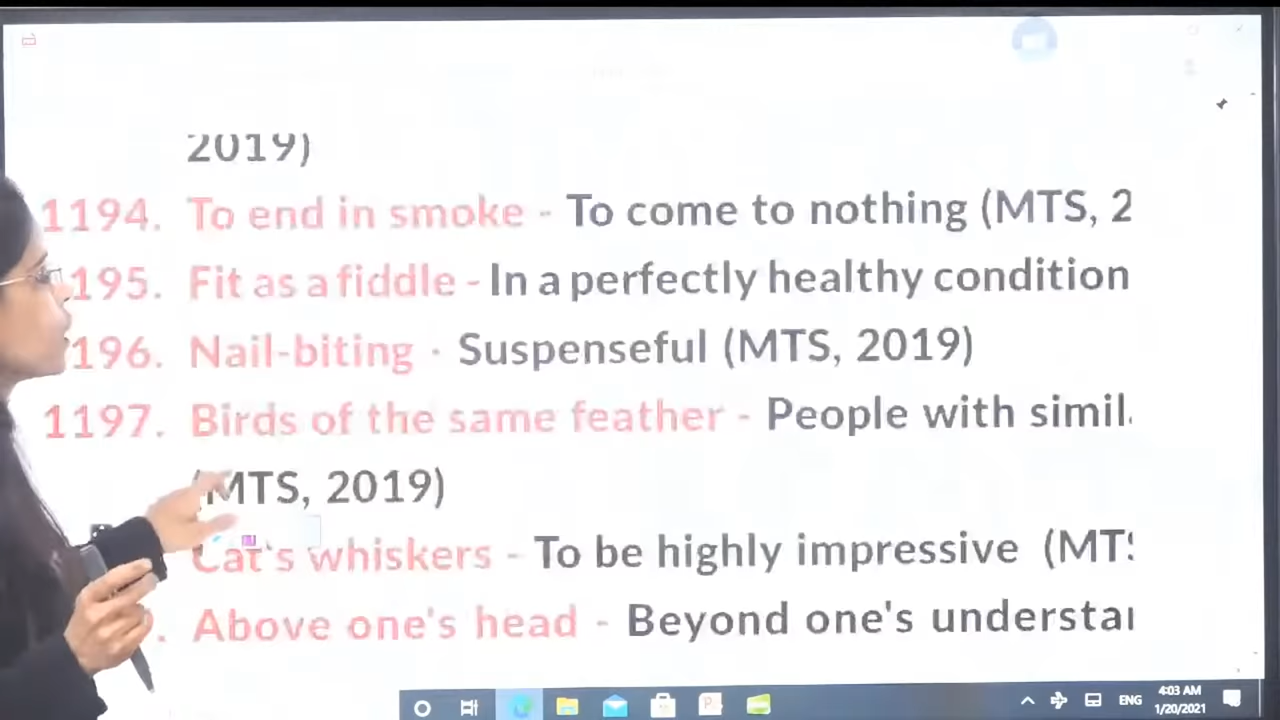 2019)
1194. To end in smoke - To come to nothing (MTS, 2
195. Fit as a fiddle - In a perfectly healthy condition
196. Nail-biting - Suspenseful (MTS, 2019)
1197. Birds of the same feather - People with simil
(MTS, 2019)
Cat's whiskers - To be highly impressive (MTS
. Above one's head - Beyond one's understa
ENG
4:03 AM
1/20/2021